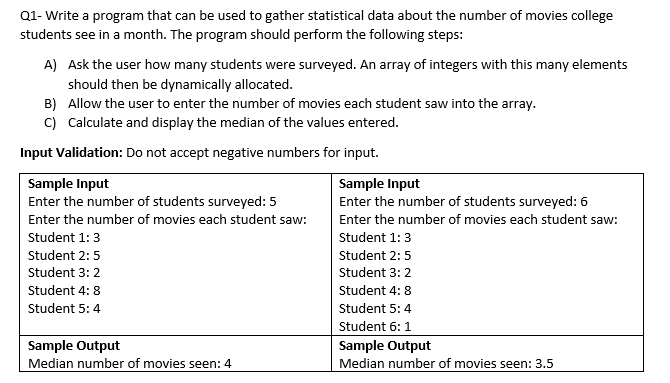 Q1- Write a program that can be used to gather statistical data about the number of movies college
students see in a month. The program should perform the following steps:
A) Ask the user how many students were surveyed. An array of integers with this many elements
should then be dynamically allocated.
B) Allow the user to enter the number of movies each student saw into the array.
C) Calculate and display the median of the values entered.
Input Validation: Do not accept negative numbers for input.
Sample Input
Enter the number of students surveyed: 5
Enter the number of movies each student saw:
Student 1: 3
Student 2: 5
Student 3: 2
Student 4: 8
Student 5: 4
Sample Output
Median number of movies seen: 4
Sample Input
Enter the number of students surveyed: 6
Enter the number of movies each student saw:
Student 1: 3
Student 2: 5
Student 3: 2
Student 4: 8
Student 5: 4
Student 6: 1
Sample Output
Median number of movies seen: 3.5